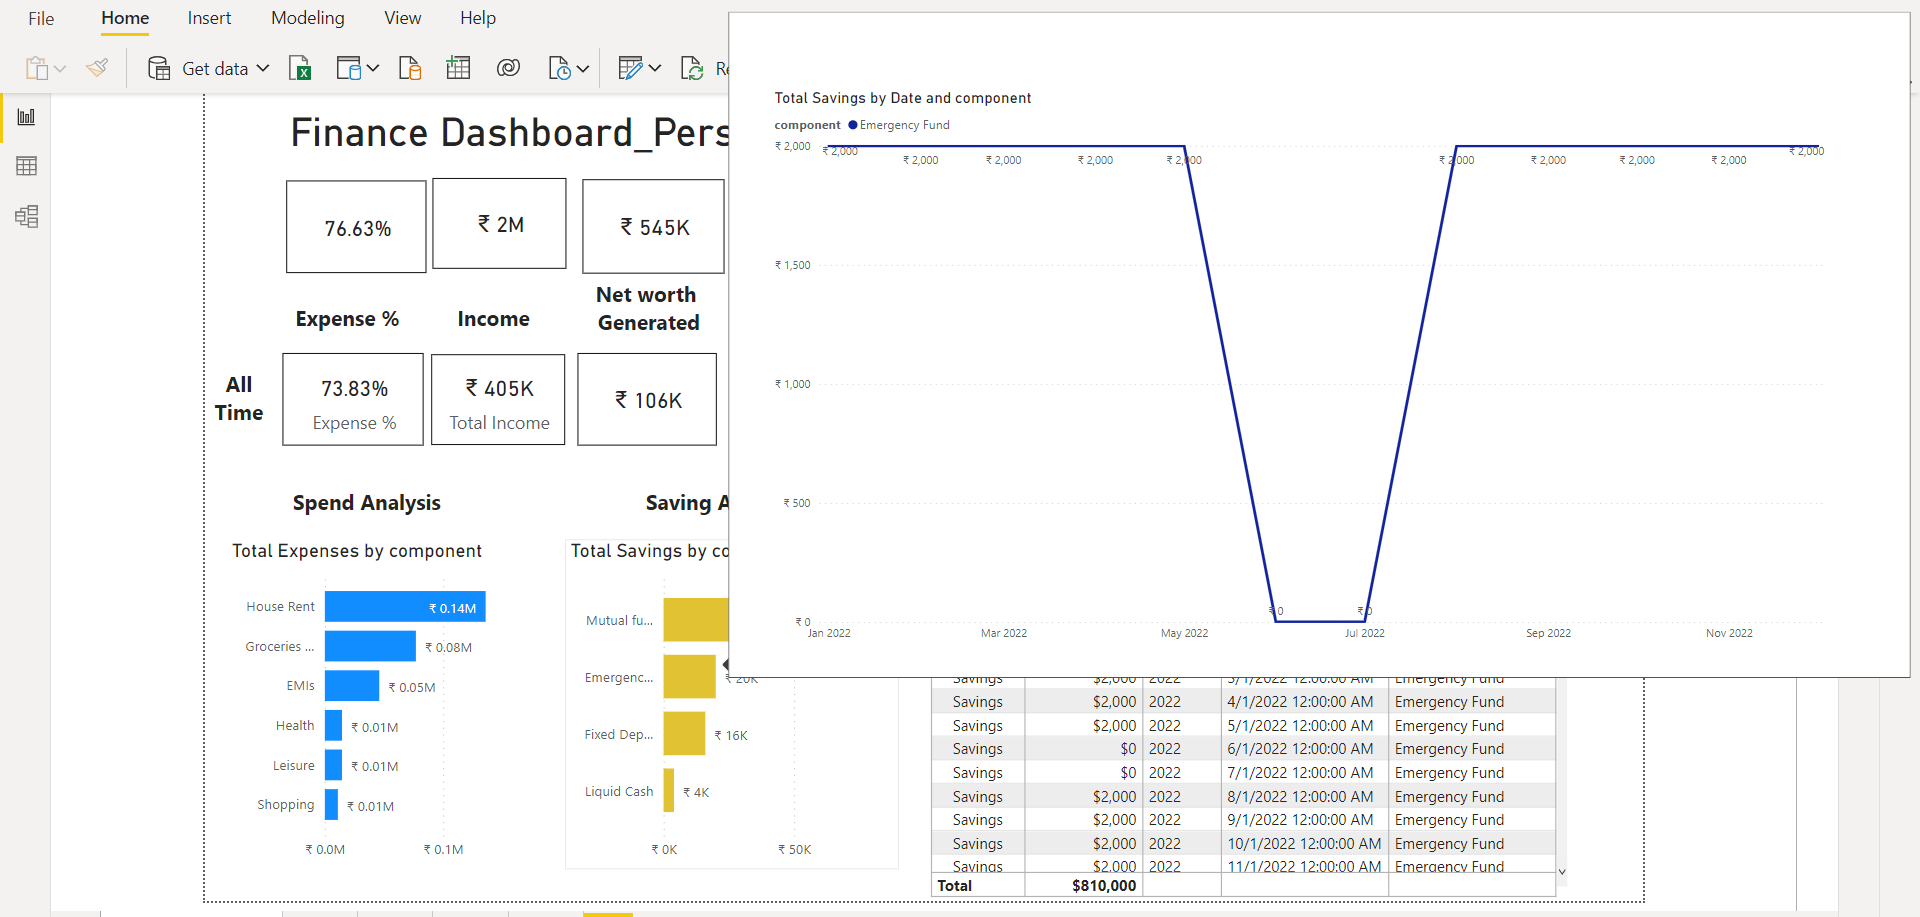 File Home Insert Modeling View Help
Get data
Finance Dashboard_Pers
76.63%
₹ 2M
₹ 545K
Expense %
Income
Net worth
Generated
All
Time
73.83%
Expense %
₹ 405K
Total Income
₹ 106K
Spend Analysis
Total Expenses by component
House Rent ₹ 0.14M
Groceries ... ₹ 0.08M
EMIs ₹ 0.05M
Health ₹ 0.01M
Leisure ₹ 0.01M
Shopping ₹ 0.01M
₹ 0.0M ₹ 0.1M
Saving A
Total Savings by co
Mutual fu...
Emergenc... ₹ 20K
Fixed Dep... ₹ 16K
Liquid Cash ₹ 4K
₹ 0K ₹ 50K
Total Savings by Date and component
component Emergency Fund
₹ 2,000
₹ 2,000 ₹ 2,000 ₹ 2,000 ₹ 2,000 ₹ 2,000 ₹ 2,000 ₹ 2,000 ₹ 2,000 ₹ 2,000 ₹ 2,000
₹ 1,500
₹ 1,000
₹ 500
₹ 0 ₹ 0
₹ 0
Jan 2022 Mar 2022 May 2022 Jul 2022 Sep 2022 Nov 2022
Savings $2,000 2022 3/1/2022 12:00:00 AM Emergency Fund
Savings $2,000 2022 4/1/2022 12:00:00 AM Emergency Fund
Savings $2,000 2022 5/1/2022 12:00:00 AM Emergency Fund
Savings $0 2022 6/1/2022 12:00:00 AM Emergency Fund
Savings $0 2022 7/1/2022 12:00:00 AM Emergency Fund
Savings $2,000 2022 8/1/2022 12:00:00 AM Emergency Fund
Savings $2,000 2022 9/1/2022 12:00:00 AM Emergency Fund
Savings $2,000 2022 10/1/2022 12:00:00 AM Emergency Fund
Savings $2,000 2022 11/1/2022 12:00:00 AM Emergency Fund
Total $810,000